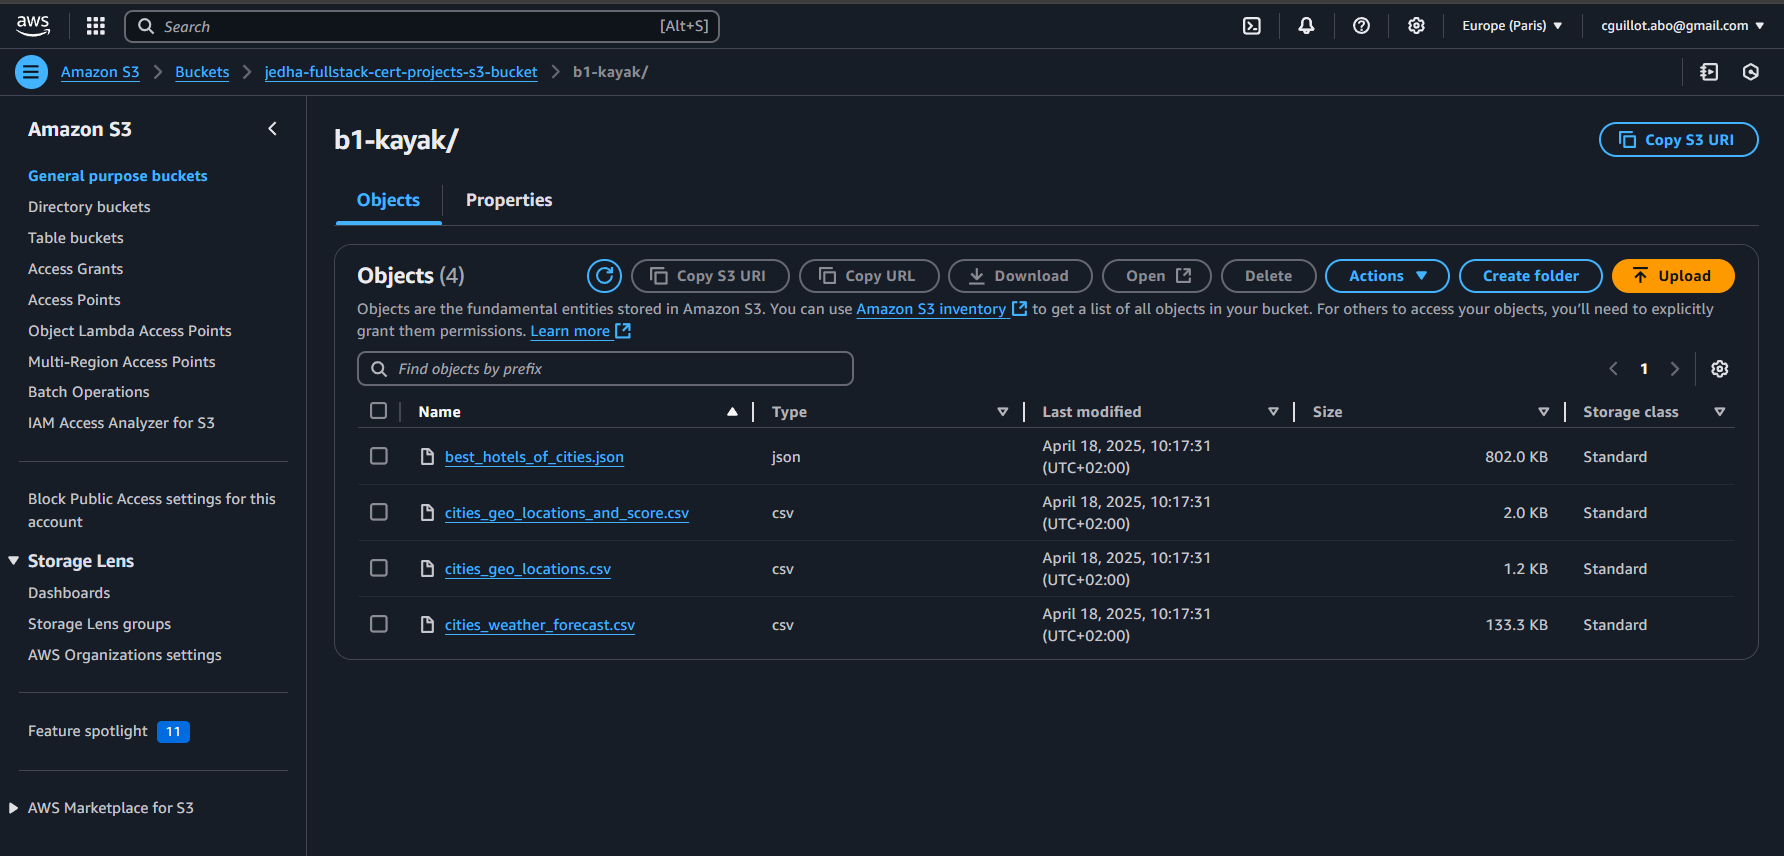 aws
Search [Alt+S]
Europe (Paris)
cguillot.abo@gmail.com
Amazon S3 Buckets jedha-fullstack-cert-projects-s3-bucket b1-kayak/
Amazon S3
General purpose buckets
Directory buckets
Table buckets
Access Grants
Access Points
Object Lambda Access Points
Multi-Region Access Points
Batch Operations
IAM Access Analyzer for S3
Block Public Access settings for this
account
Storage Lens
Dashboards
Storage Lens groups
AWS Organizations settings
Feature spotlight 11
AWS Marketplace for S3
b1-kayak/
Copy S3 URI
Objects Properties
Objects (4)
Copy S3 URI Copy URL Download Open Delete Actions Create folder Upload
Objects are the fundamental entities stored in Amazon S3. You can use Amazon S3 inventory to get a list of all objects in your bucket. For others to access your objects, you'll need to explicitly
grant them permissions. Learn more
Find objects by prefix
1
Name Type Last modified Size Storage class
best_hotels_of_cities.json json April 18, 2025, 10:17:31 (UTC+02:00) 802.0 KB Standard
cities_geo_locations_and_score.csv csv April 18, 2025, 10:17:31 (UTC+02:00) 2.0 KB Standard
cities_geo_locations.csv csv April 18, 2025, 10:17:31 (UTC+02:00) 1.2 KB Standard
cities_weather_forecast.csv csv April 18, 2025, 10:17:31 (UTC+02:00) 133.3 KB Standard